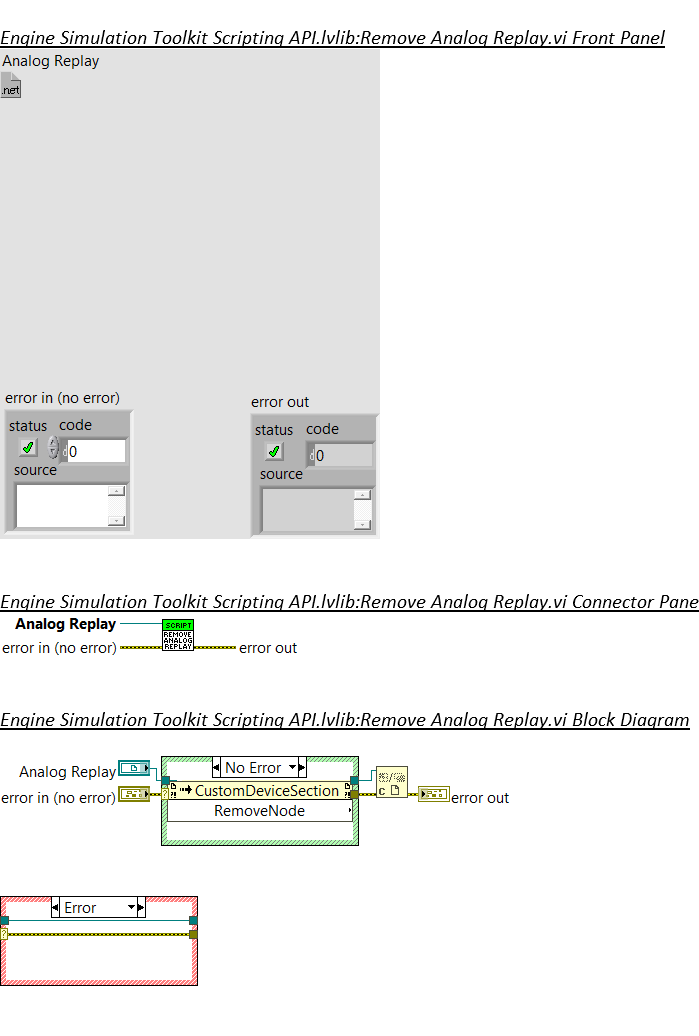 Engine Simulation Toolkit Scripting API.lvlib:Remove Analog Replay.vi Front Panel
Analog Replay
.net
error in (no error)
error out
status code
d 0
source
status code
d 0
source
Engine Simulation Toolkit Scripting API.lvlib:Remove Analog Replay.vi Connector Pane
Analog Replay
SCRIPT
REMOVE
ANALOG
REPLAY
error in (no error)
error out
Engine Simulation Toolkit Scripting API.lvlib:Remove Analog Replay.vi Block Diagram
No Error
Analog Replay
error in (no error)
? CustomDeviceSection
RemoveNode
C
error out
Error
?